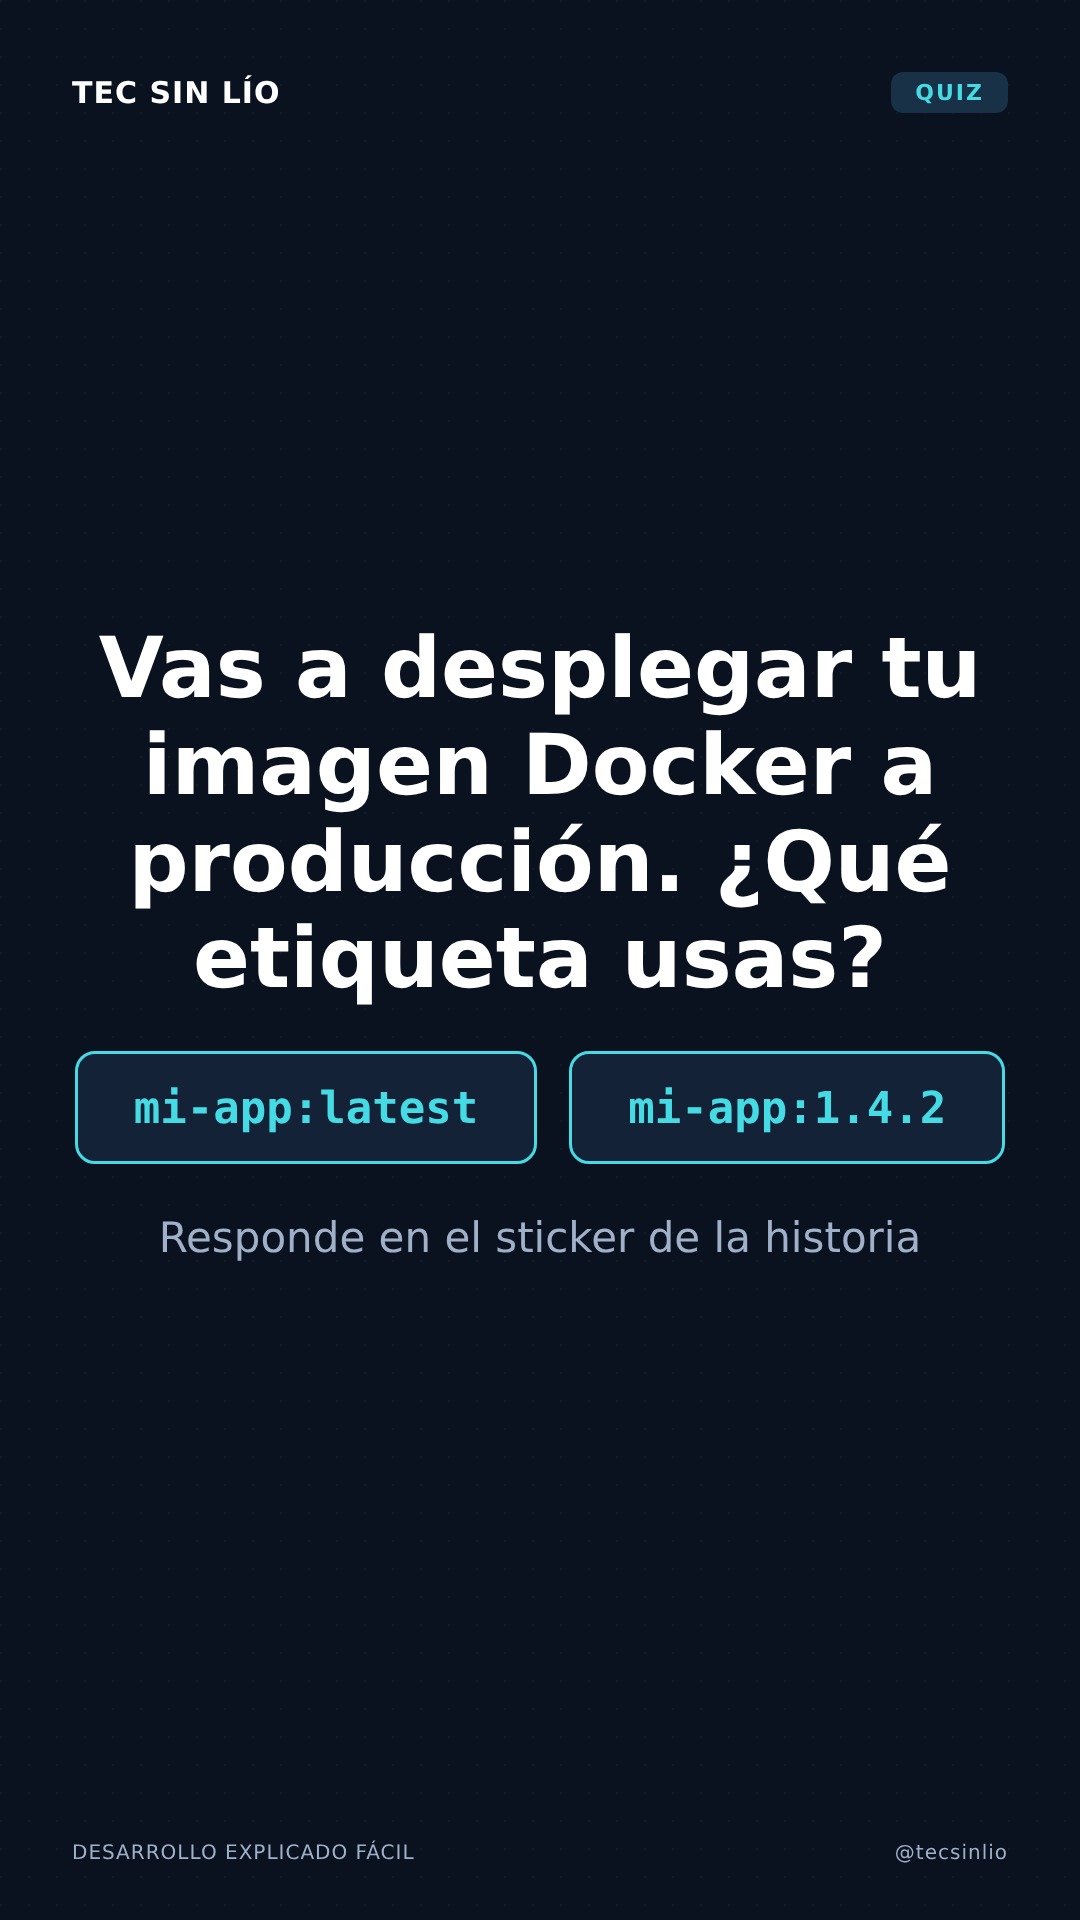 TEC SIN LÍO
QUIZ
Vas a desplegar tu
imagen Docker a
producción. ¿Qué
etiqueta usas?
mi-app:latest
mi-app:1.4.2
Responde en el sticker de la historia
DESARROLLO EXPLICADO FÁCIL
@tecsinlio